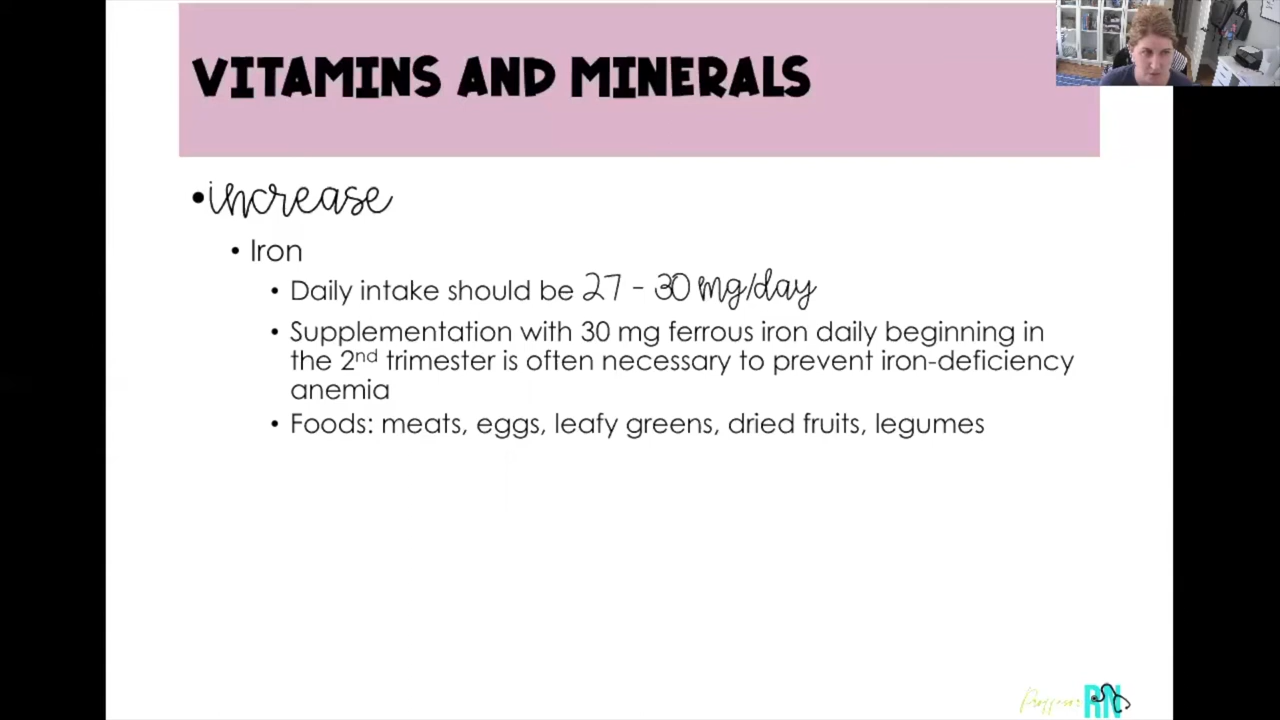 VITAMINS AND MINERALS
•increase
• Iron
• Daily intake should be 27 - 30 mg/day
• Supplementation with 30 mg ferrous iron daily beginning in
the 2nd trimester is often necessary to prevent iron-deficiency
anemia
• Foods: meats, eggs, leafy greens, dried fruits, legumes
Professor RN